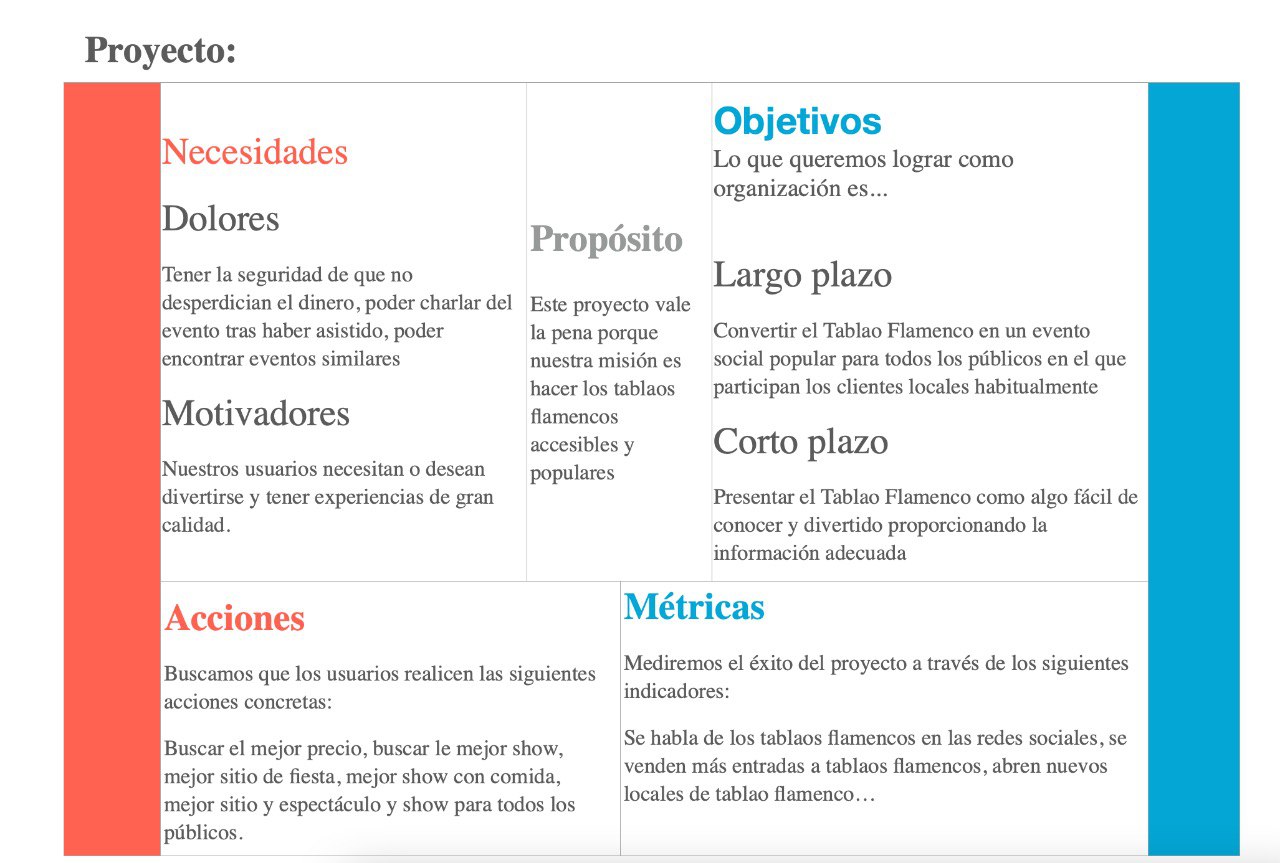 Proyecto:
Necesidades
Dolores
Tener la seguridad de que no
desperdician el dinero, poder charlar del
evento tras haber asistido, poder
encontrar eventos similares
Motivadores
Nuestros usuarios necesitan o desean
divertirse y tener experiencias de gran
calidad.
Propósito
Este proyecto vale
la pena porque
nuestra misión es
hacer los tablaos
flamencos
accesibles y
populares
Objetivos
Lo que queremos lograr como
organización es...
Largo plazo
Convertir el Tablao Flamenco en un evento
social popular para todos los públicos en el que
participan los clientes locales habitualmente
Corto plazo
Presentar el Tablao Flamenco como algo fácil de
conocer y divertido proporcionando la
información adecuada
Acciones
Buscamos que los usuarios realicen las siguientes
acciones concretas:
Buscar el mejor precio, buscar le mejor show,
mejor sitio de fiesta, mejor show con comida,
mejor sitio y espectáculo y show para todos los
públicos.
Métricas
Mediremos el éxito del proyecto a través de los siguientes
indicadores:
Se habla de los tablaos flamencos en las redes sociales, se
venden más entradas a tablaos flamencos, abren nuevos
locales de tablao flamenco…